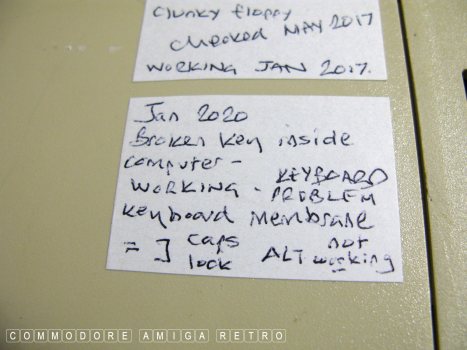 clunky floppy
checked MAY 2017
WORKING JAN 2017.
Jan 2020
Broken key inside
computer -
WORKING - KEYBOARD PROBLEM
keyboard membrane
= ] caps lock ALT not working
COMMODORE AMIGA RETRO